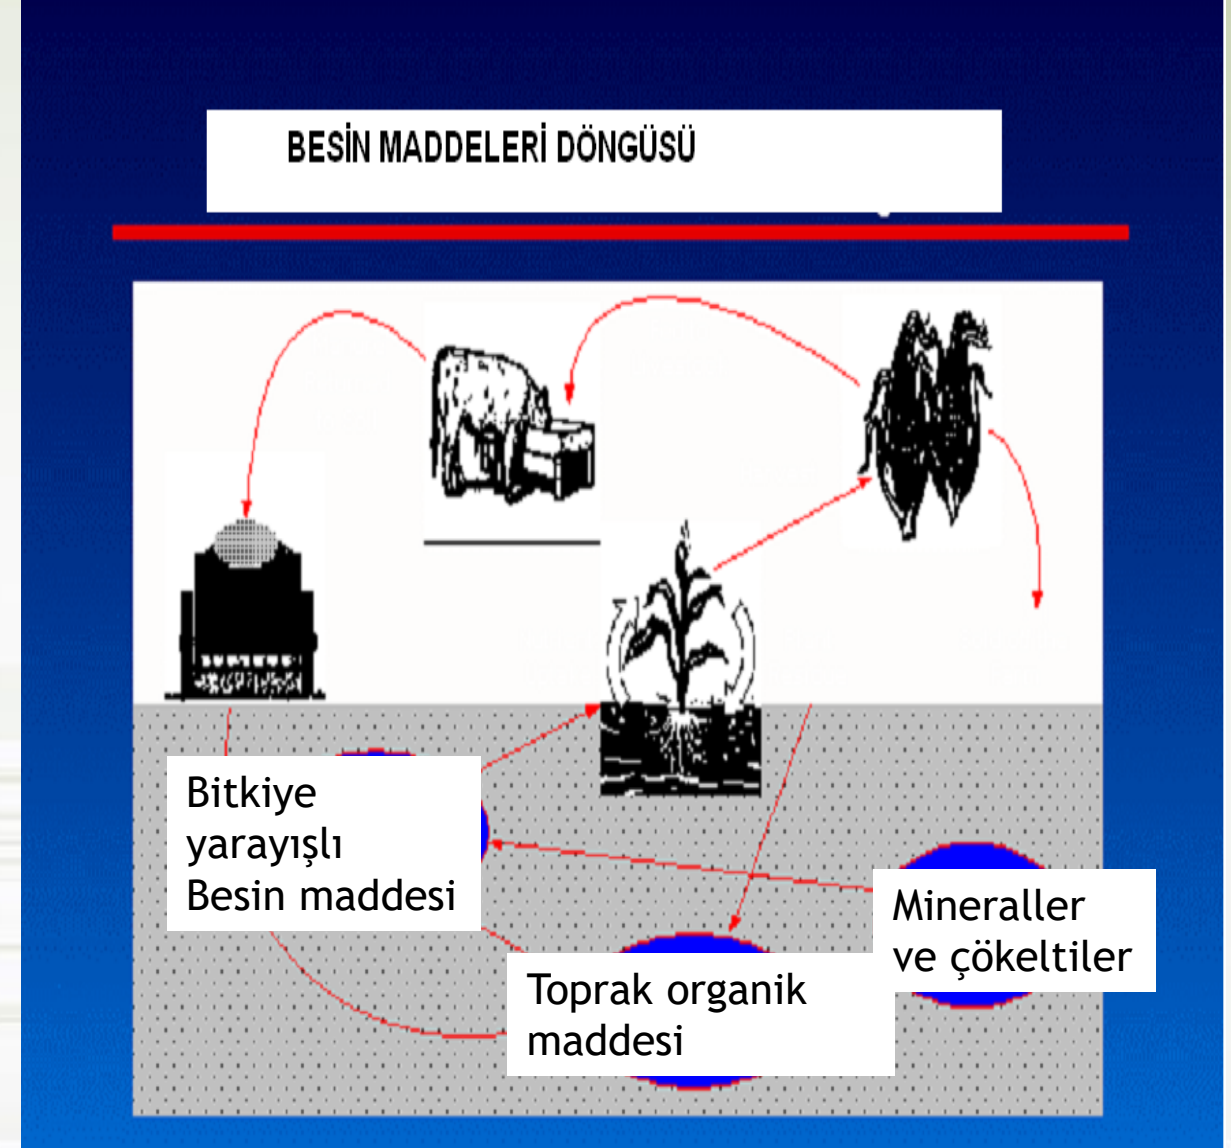 BESİN MADDELERİ DÖNGÜSÜ
Bitkiye
yarayışlı
Besin maddesi
Mineraller
ve çökeltiler
Toprak organik
maddesi